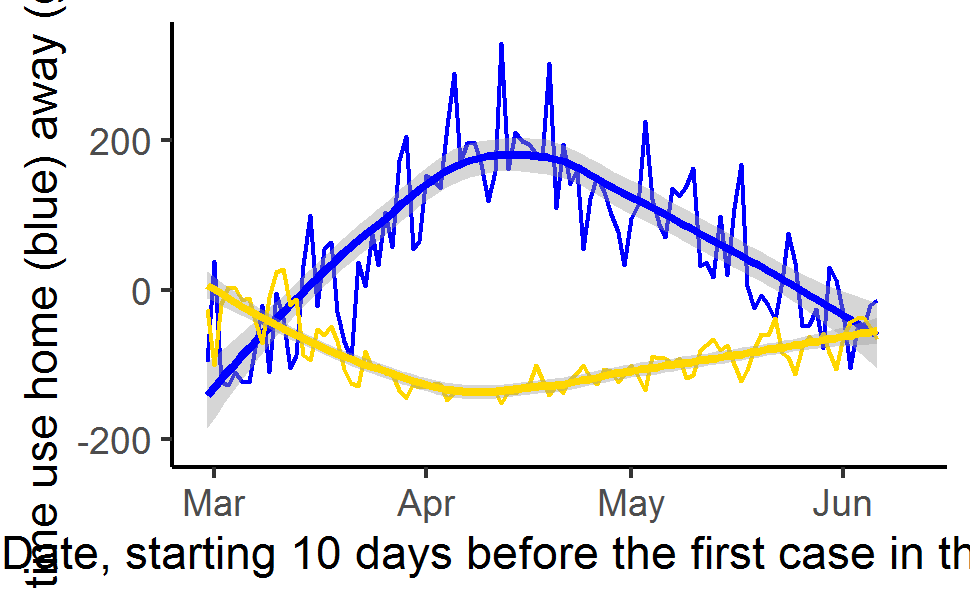 time use home (blue) away (
200
0
-200
Mar Apr May Jun
Date, starting 10 days before the first case in th